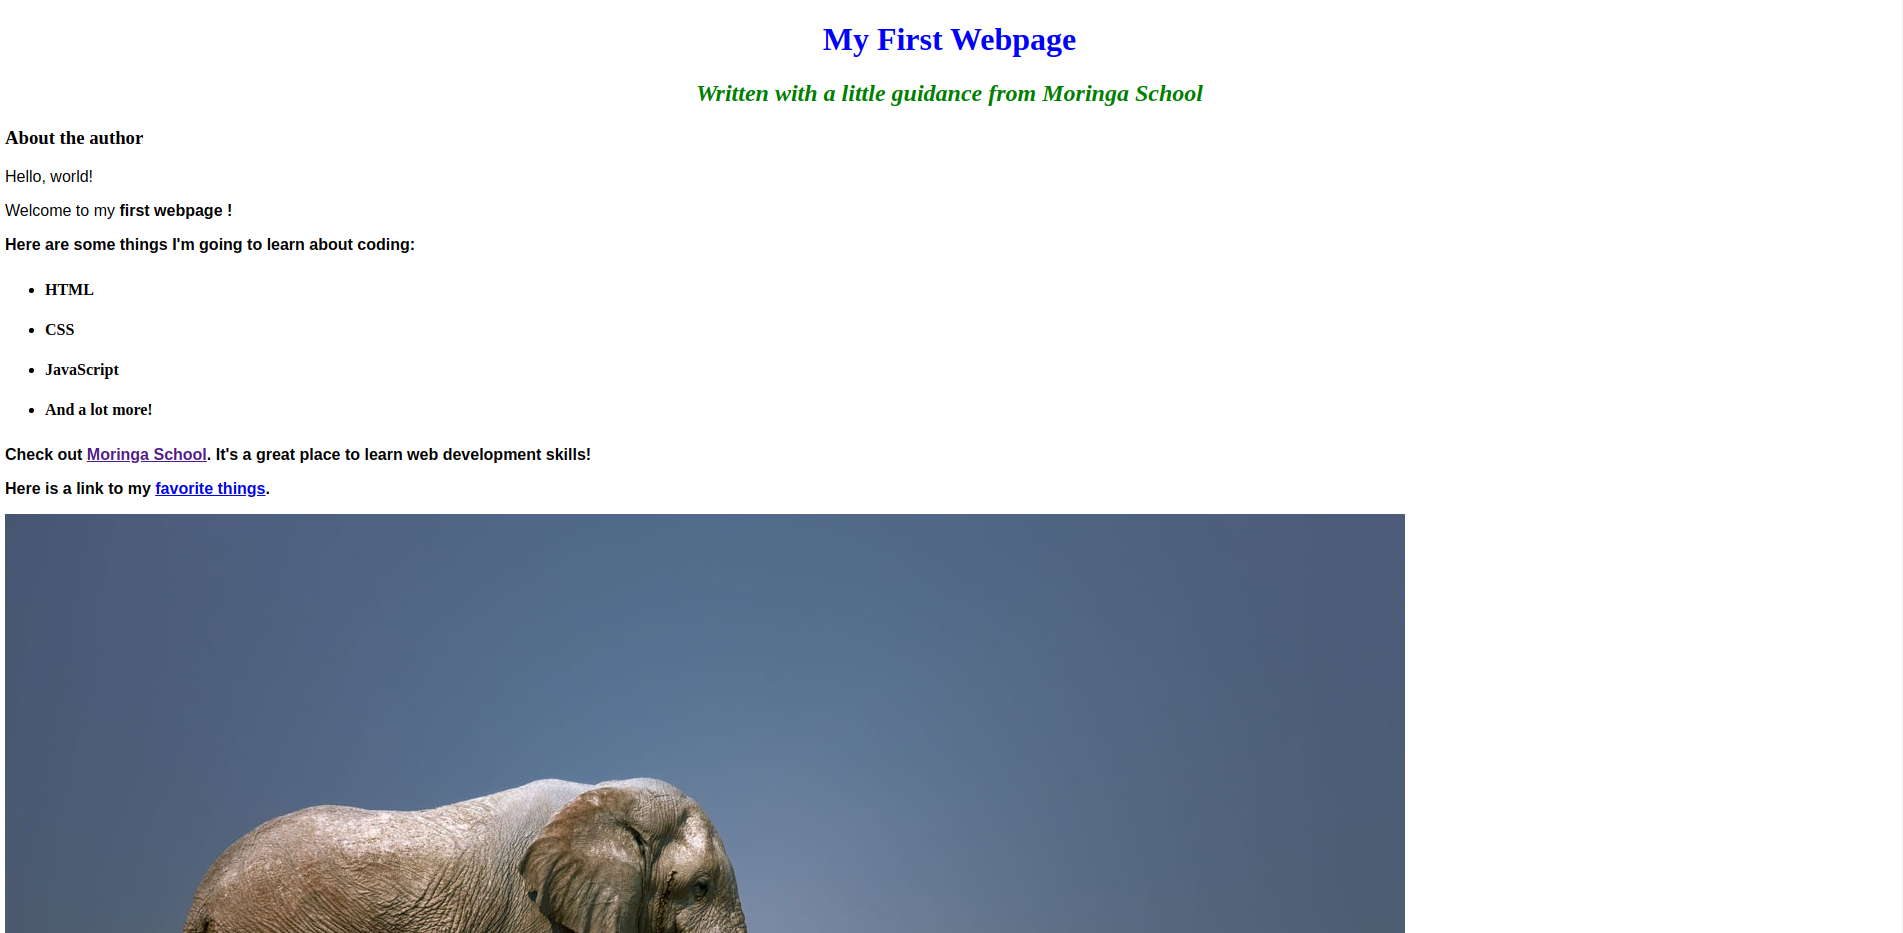 My First Webpage
Written with a little guidance from Moringa School
About the author
Hello, world!
Welcome to my first webpage !
Here are some things I'm going to learn about coding:
HTML
CSS
JavaScript
And a lot more!
Check out Moringa School. It's a great place to learn web development skills!
Here is a link to my favorite things.